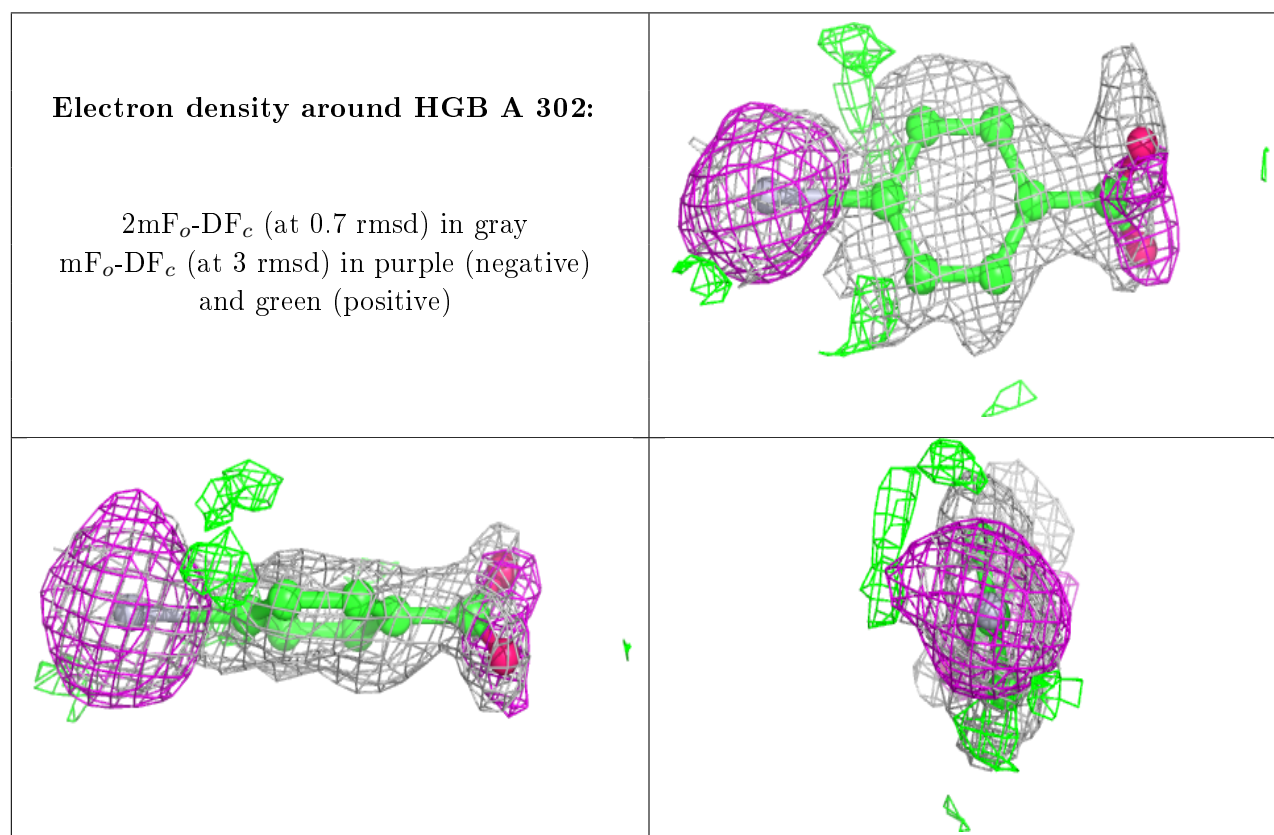 Electron density around HGB A 302:
2mFₒ-DF𝑐 (at 0.7 rmsd) in gray
mFₒ-DF𝑐 (at 3 rmsd) in purple (negative)
and green (positive)